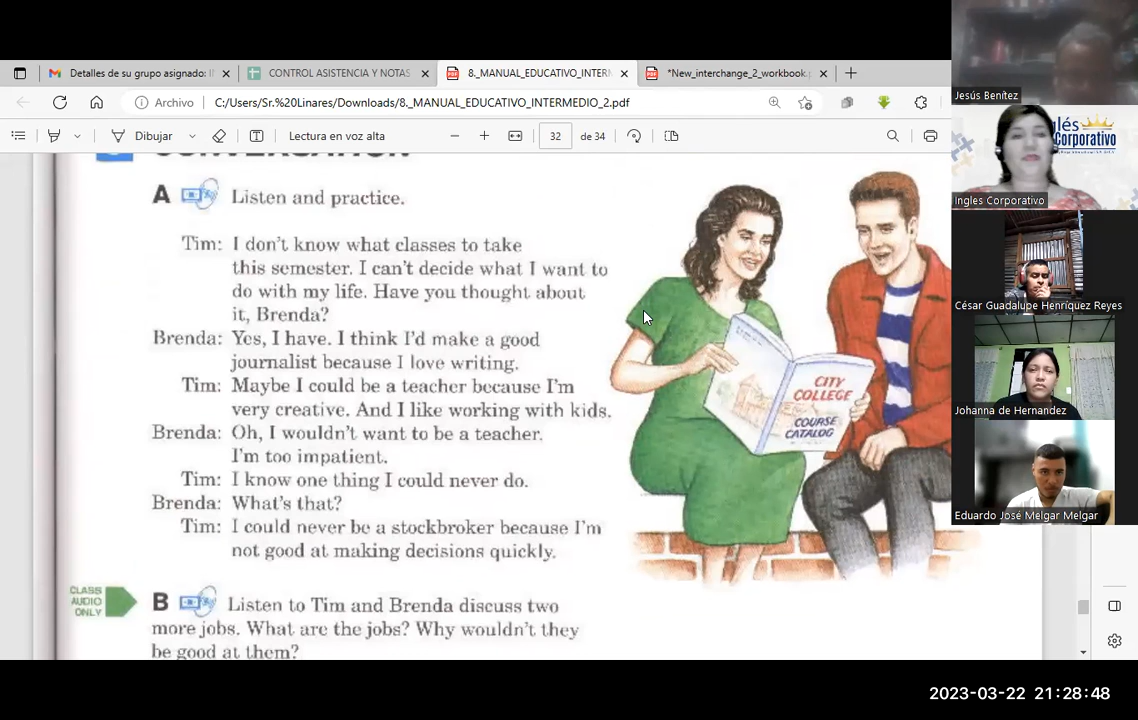 Detalles de su grupo asignado: I
CONTROL ASISTENCIA Y NOTAS
8._MANUAL_EDUCATIVO_INTERM
*New_interchange_2_workbook.
Archivo
C:/Users/Sr.%20Linares/Downloads/8._MANUAL_EDUCATIVO_INTERMEDIO_2.pdf
Dibujar
Lectura en voz alta
32
de 34
CONVERSATION
A Listen and practice.
Tim: I don't know what classes to take
this semester. I can't decide what I want to
do with my life. Have you thought about
it, Brenda?
Brenda: Yes, I have. I think I'd make a good
journalist because I love writing.
Tim: Maybe I could be a teacher because I'm
very creative. And I like working with kids.
Brenda: Oh, I wouldn't want to be a teacher.
I'm too impatient.
Tim: I know one thing I could never do.
Brenda: What's that?
Tim: I could never be a stockbroker because I'm
not good at making decisions quickly.
CLASS
AUDIO
ONLY
B Listen to Tim and Brenda discuss two
more jobs. What are the jobs? Why wouldn't they
be good at them?
CITY
COLLEGE
COURSE
CATALOG
Jesús Benítez
glés
Corporativo
Ingles Corporativo
César Guadalupe Henríquez Reyes
Johanna de Hernandez
Eduardo José Melgar Melgar
2023-03-22 21:28:48